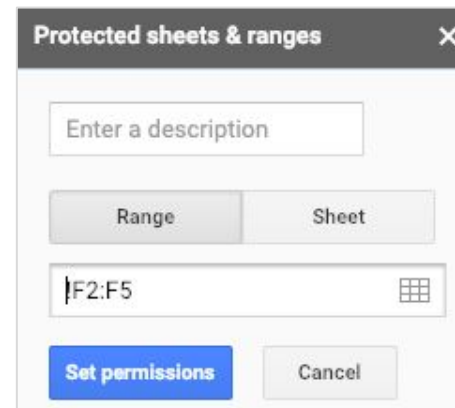 Protected sheets & ranges
Enter a description
Range Sheet
!F2:F5
Set permissions Cancel